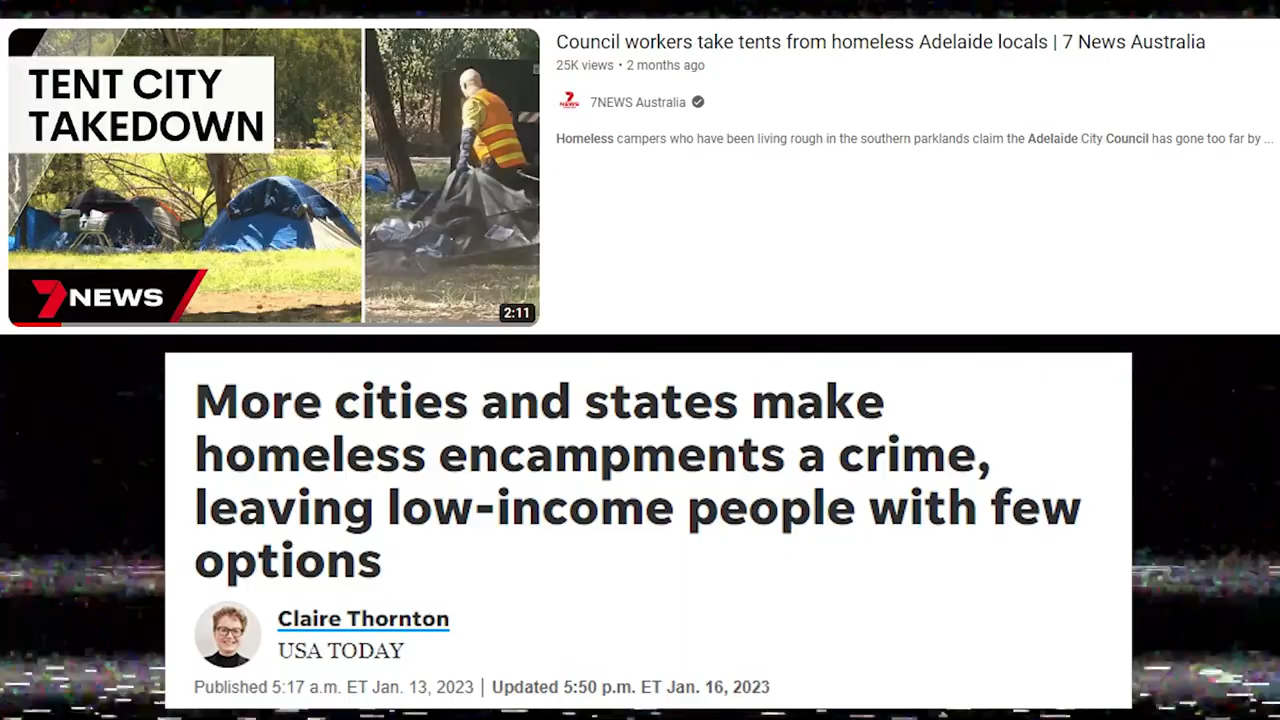 TENT CITY
TAKEDOWN
7NEWS
2:11
Council workers take tents from homeless Adelaide locals | 7 News Australia
25K views • 2 months ago
7NEWS Australia
Homeless campers who have been living rough in the southern parklands claim the Adelaide City Council has gone too far by ...
More cities and states make
homeless encampments a crime,
leaving low-income people with few
options
Claire Thornton
USA TODAY
Published 5:17 a.m. ET Jan. 13, 2023 | Updated 5:50 p.m. ET Jan. 16, 2023